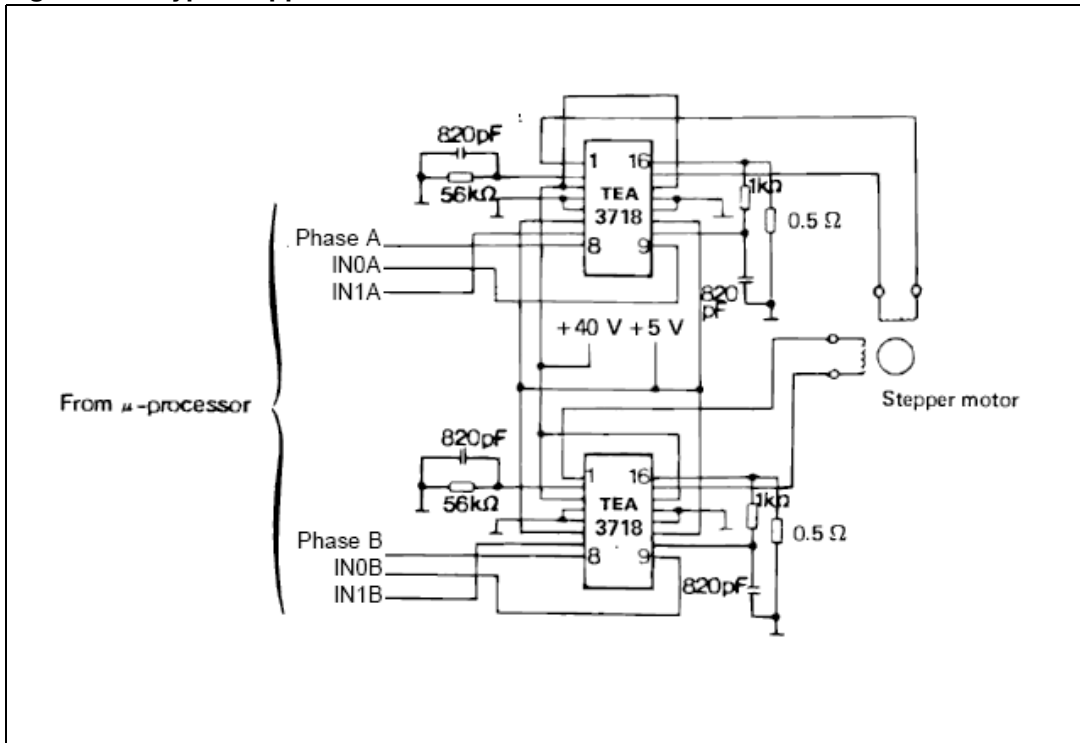 820pF
56kΩ
1 16
TEA
3718
8 9
1kΩ
0.5 Ω
820
pF
Phase A
IN0A
IN1A
+40 V +5 V
From μ-processor
Stepper motor
820pF
56kΩ
1 16
TEA
3718
8 9
1kΩ
0.5 Ω
820pF
Phase B
IN0B
IN1B